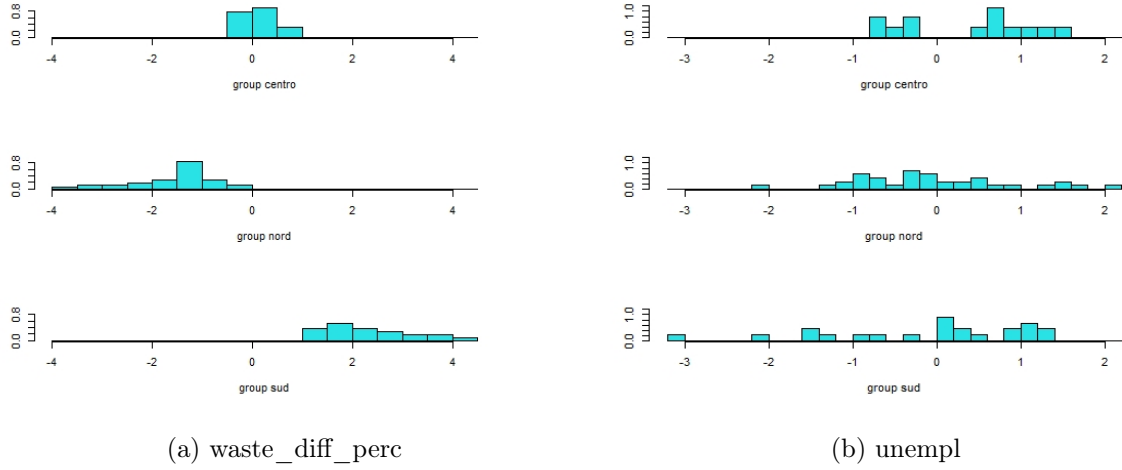 0.0 0.8
-4 -2 0 2 4
group centro
0.0 0.8
-4 -2 0 2 4
group nord
0.0 0.8
-4 -2 0 2 4
group sud
(a) waste_diff_perc
0.0 1.0
-3 -2 -1 0 1 2
group centro
0.0 1.0
-3 -2 -1 0 1 2
group nord
0.0 1.0
-3 -2 -1 0 1 2
group sud
(b) unempl